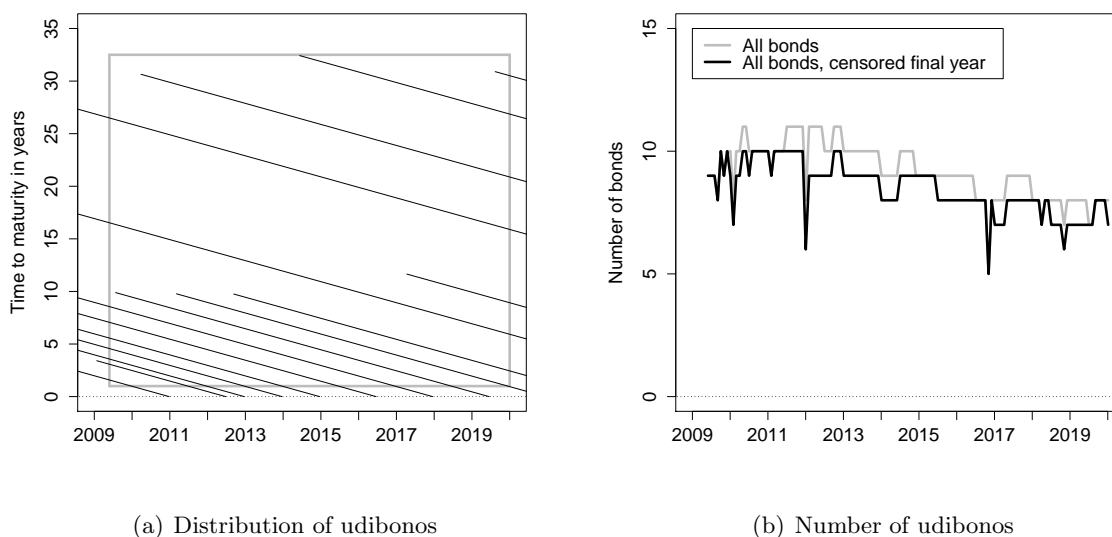 Time to maturity in years
0 5 10 15 20 25 30 35
2009 2011 2013 2015 2017 2019
(a) Distribution of udibonos
Number of bonds
0 5 10 15
All bonds
All bonds, censored final year
2009 2011 2013 2015 2017 2019
(b) Number of udibonos